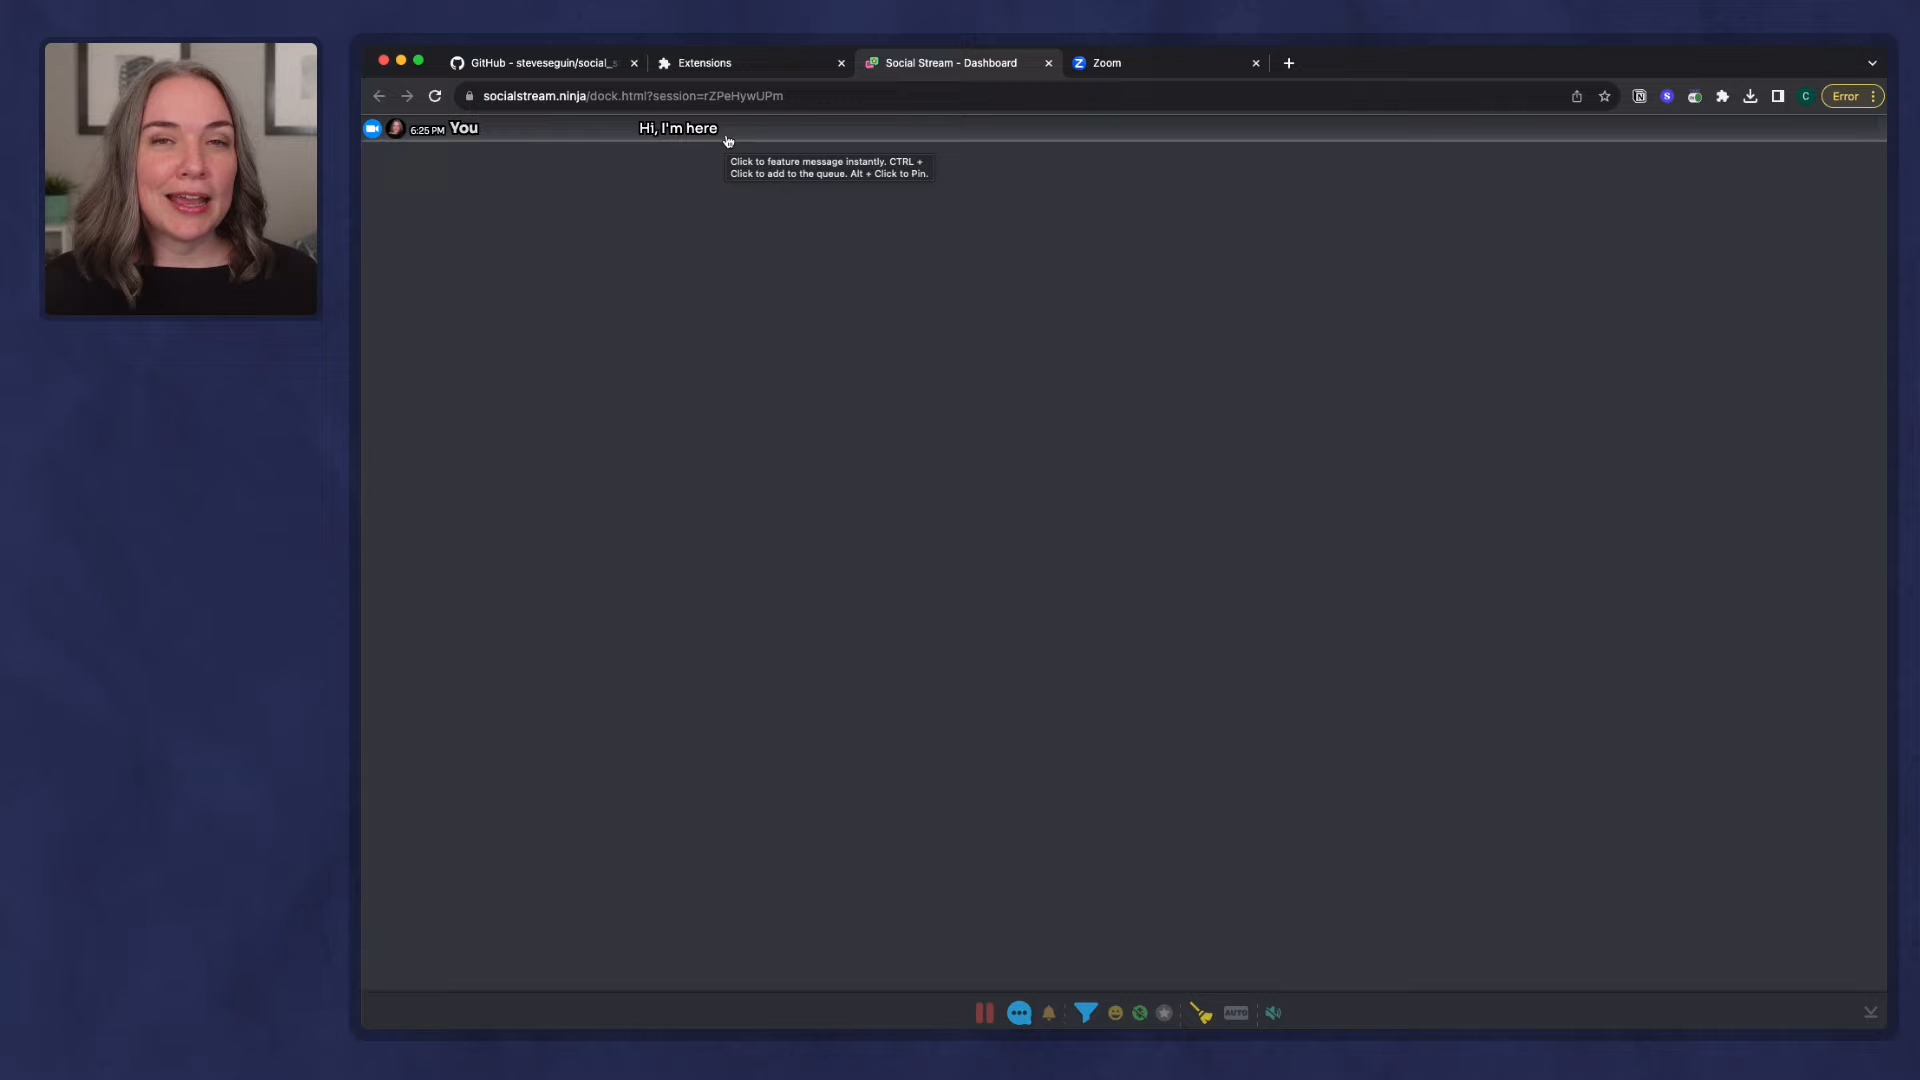 GitHub - steveseguin/social_s
Extensions
Social Stream - Dashboard
Zoom
socialstream.ninja/dock.html?session=rZPeHywUPm
S
C
Error
6:25 PM You
Hi, I'm here
Click to feature message instantly. CTRL +
Click to add to the queue. Alt + Click to Pin.
AUTO